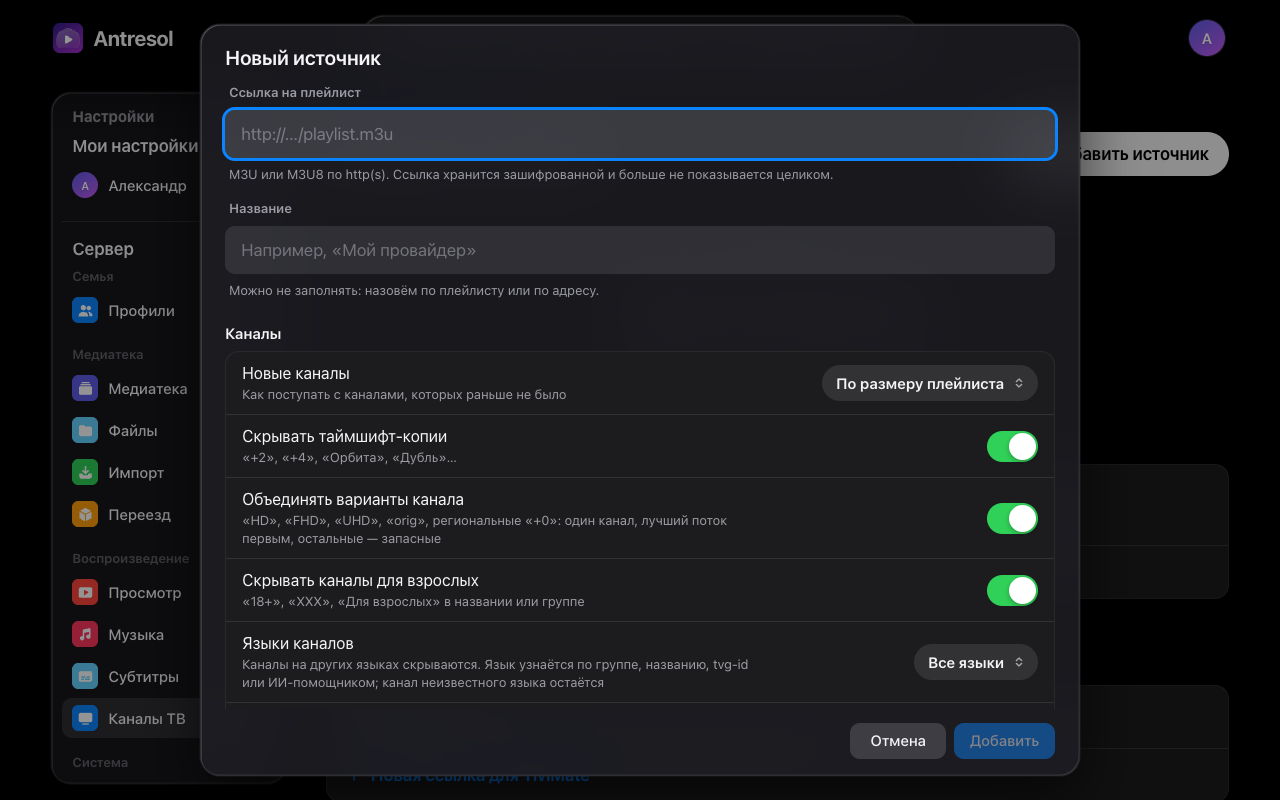 Antresol
A
Настройки
Мои настройки
A
Александр
Сервер
Семья
Профили
Медиатека
Медиатека
Файлы
Импорт
Переезд
Воспроизведение
Просмотр
Музыка
Субтитры
Каналы ТВ
Система
источник
Новый источник
Ссылка на плейлист
http://.../playlist.m3u
M3U или M3U8 по http(s). Ссылка хранится зашифрованной и больше не показывается целиком.
Название
Например, «Мой провайдер»
Можно не заполнять: назовём по плейлисту или по адресу.
Каналы
Новые каналы
Как поступать с каналами, которых раньше не было
По размеру плейлиста
Скрывать таймшифт-копии
«+2», «+4», «Орбита», «Дубль»...
Объединять варианты канала
«HD», «FHD», «UHD», «orig», региональные «+0»: один канал, лучший поток
первым, остальные — запасные
Скрывать каналы для взрослых
«18+», «XXX», «Для взрослых» в названии или группе
Языки каналов
Каналы на других языках скрываются. Язык узнаётся по группе, названию, tvg-id
или ИИ-помощником; канал неизвестного языка остаётся
Все языки
Отмена
Добавить